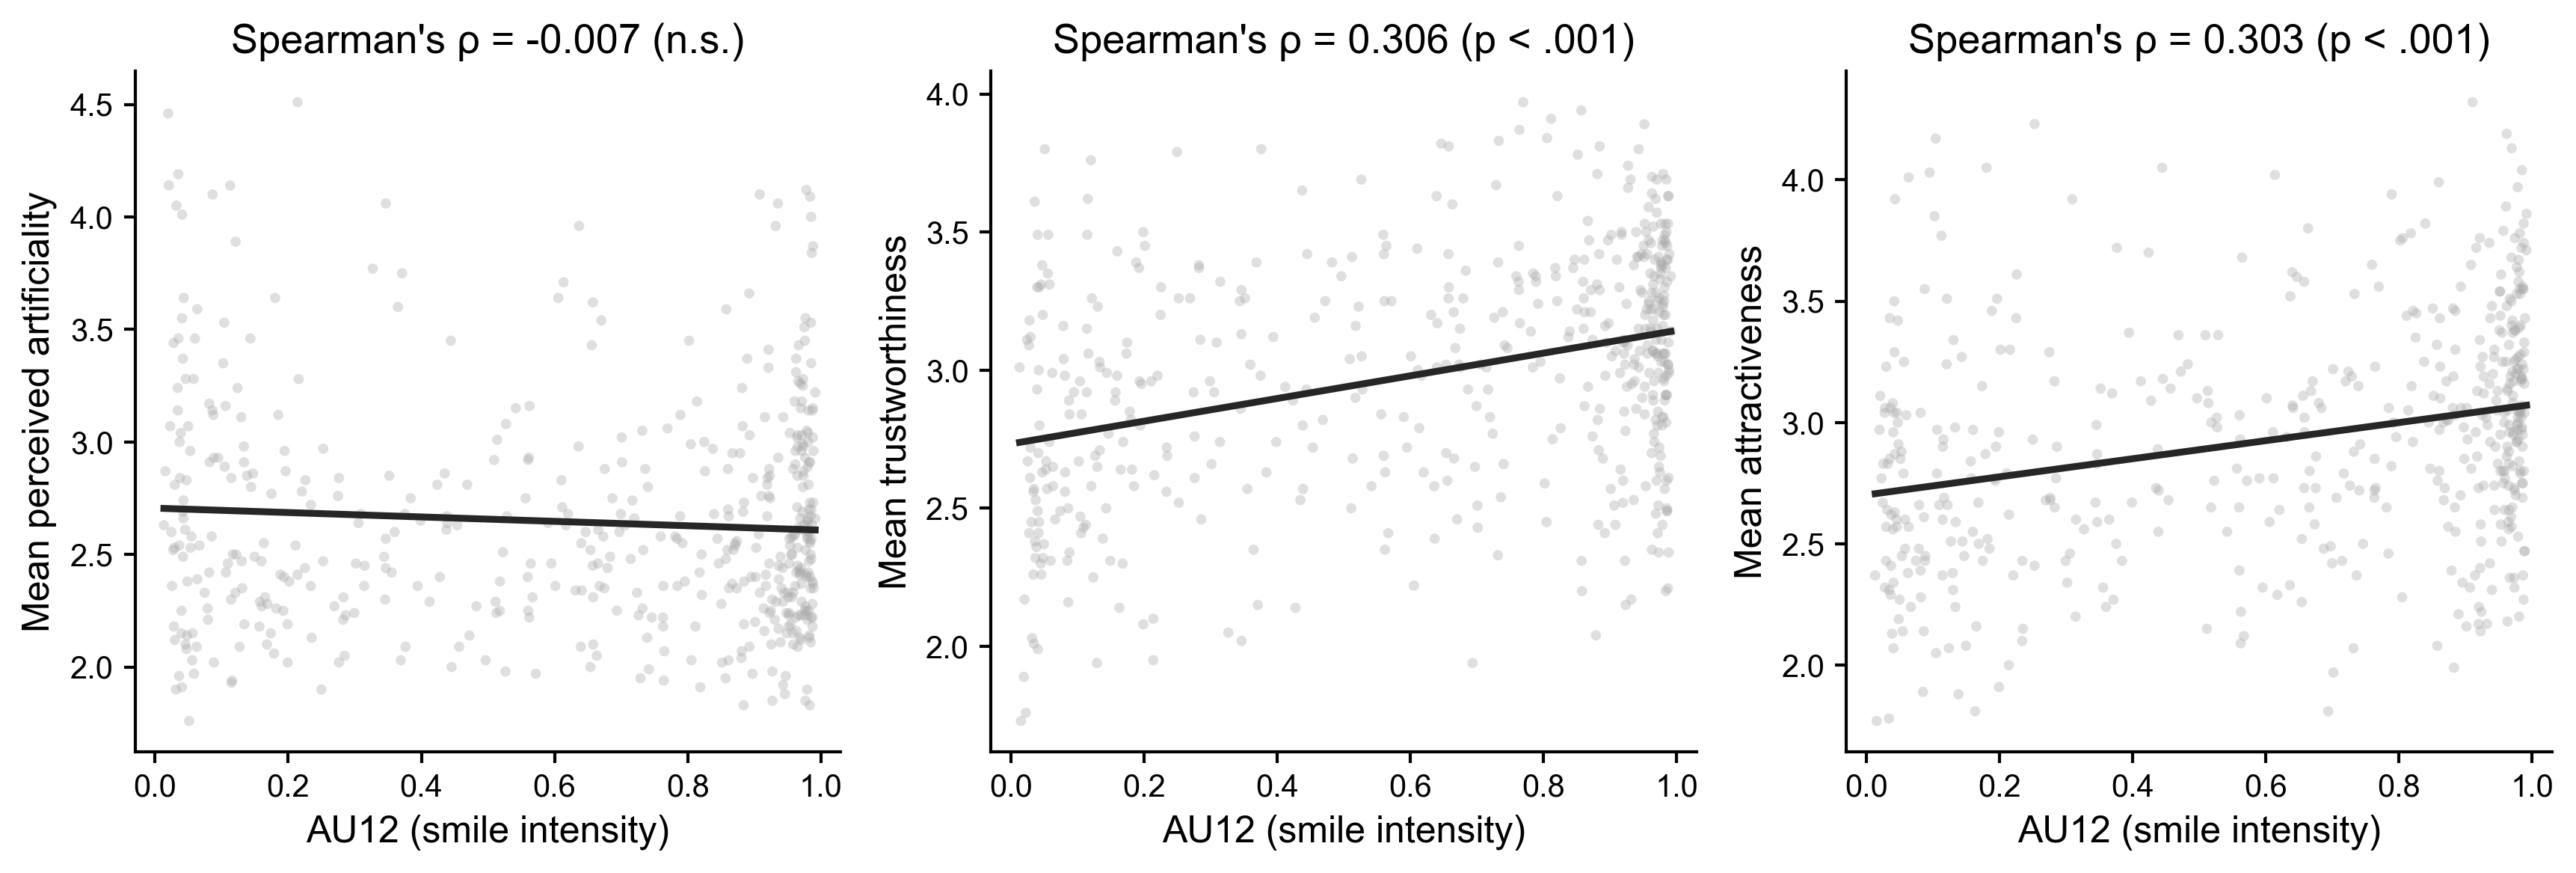 Spearman's ρ = -0.007 (n.s.)
Mean perceived artificiality
4.5
4.0
3.5
3.0
2.5
2.0
0.0 0.2 0.4 0.6 0.8 1.0
AU12 (smile intensity)
Spearman's ρ = 0.306 (p < .001)
Mean trustworthiness
4.0
3.5
3.0
2.5
2.0
0.0 0.2 0.4 0.6 0.8 1.0
AU12 (smile intensity)
Spearman's ρ = 0.303 (p < .001)
Mean attractiveness
4.0
3.5
3.0
2.5
2.0
0.0 0.2 0.4 0.6 0.8 1.0
AU12 (smile intensity)